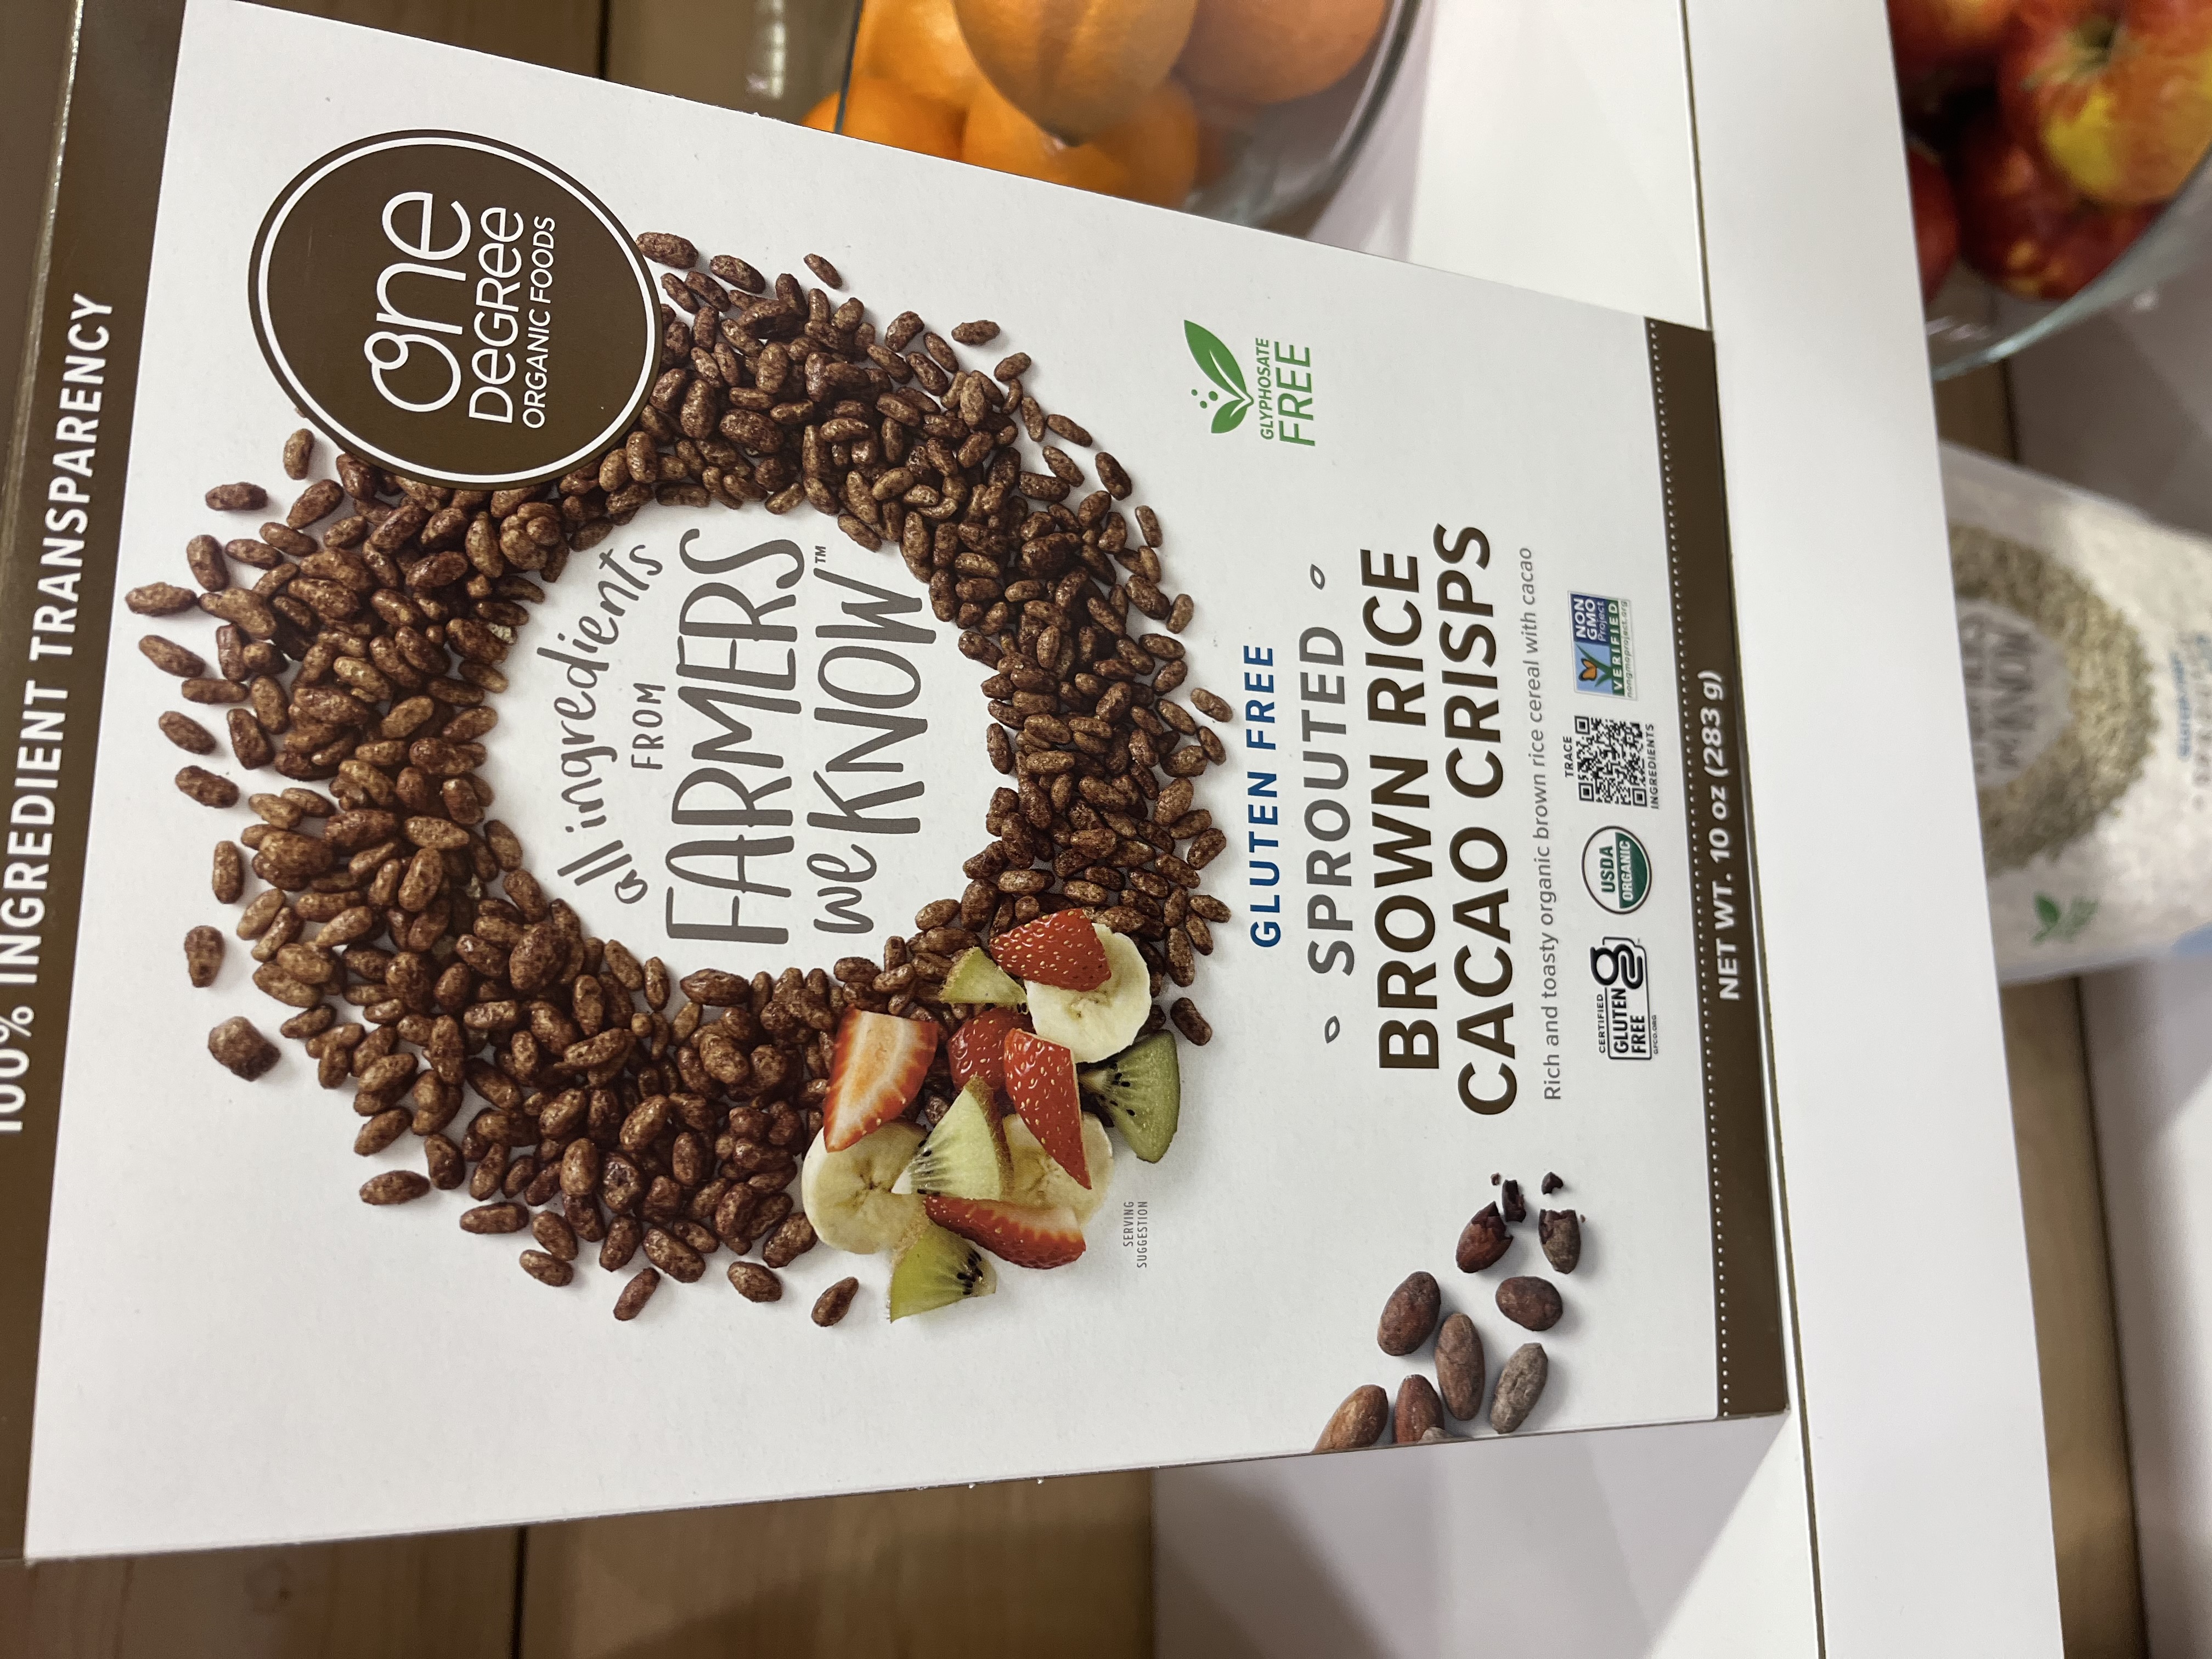 100% INGREDIENT TRANSPARENCY
one
DEGREE
ORGANIC FOODS
all ingredients
FROM
FARMERS
we KNOW™
SERVING
SUGGESTION
GLYPHOSATE
FREE
GLUTEN FREE
SPROUTED
BROWN RICE
CACAO CRISPS
Rich and toasty organic brown rice cereal with cacao
CERTIFIED
GLUTEN
FREE
GFCO.ORG
USDA
ORGANIC
TRACE
INGREDIENTS
NON
GMO
Project
VERIFIED
nongmoproject.org
NET WT. 10 oz (283 g)